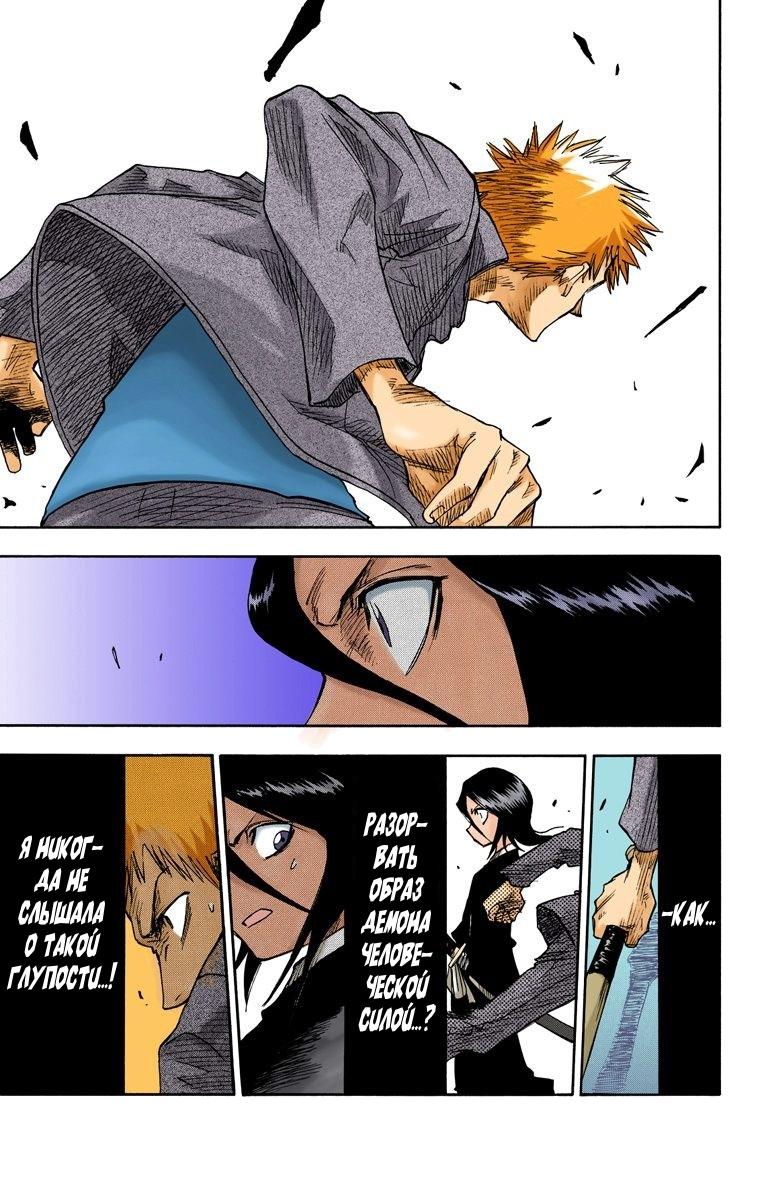 -КАК...
РАЗОР-
ВАТЬ
ОБРАЗ
ДЕМОНА
ЧЕЛОВЕ-
ЧЕСКОЙ
СИЛОЙ...?
Я НИКОГ-
ДА НЕ
СЛЫШАЛА
О ТАКОЙ
ГЛУПОСТИ...!